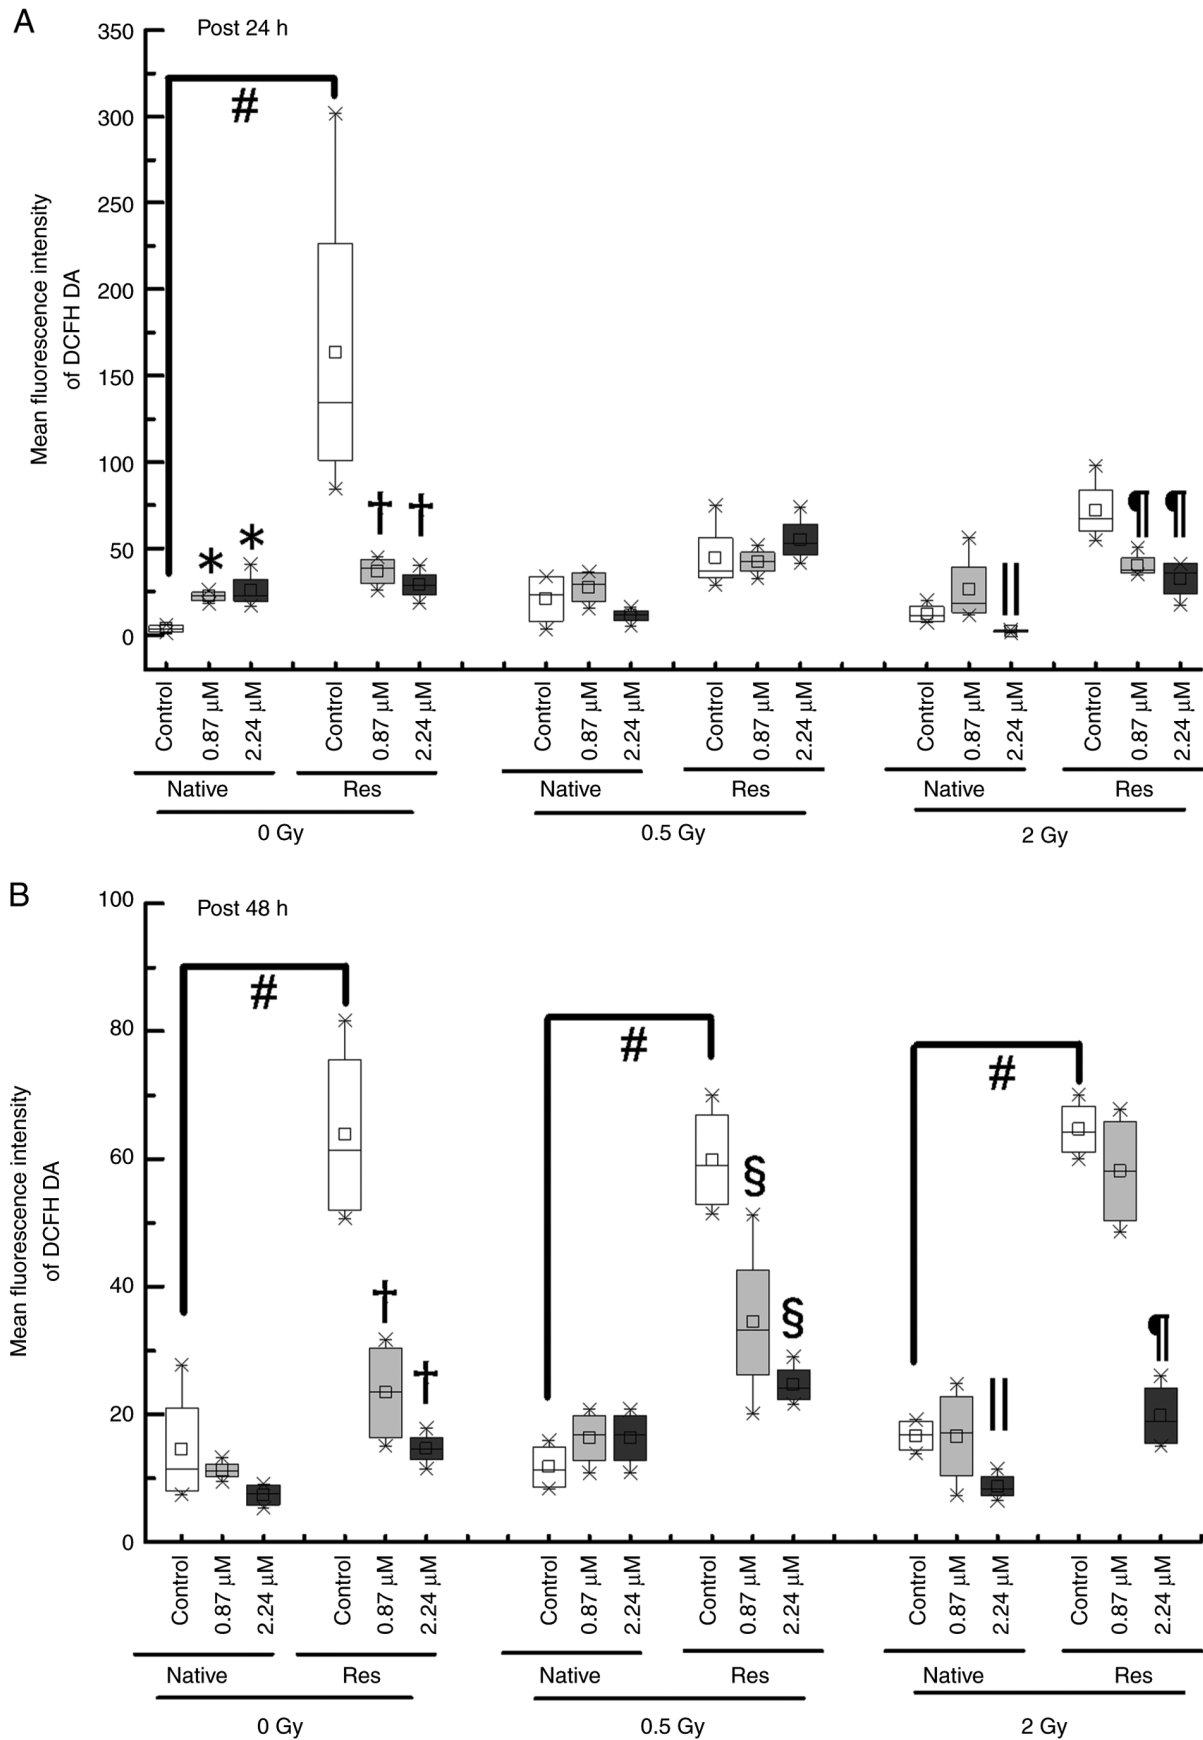 A
Post 24 h
350
300
250
200
150
100
50
0
Mean fluorescence intensity
of DCFH DA
#
* *
† †
||
¶ ¶
Control 0.87 µM 2.24 µM Control 0.87 µM 2.24 µM Control 0.87 µM 2.24 µM Control 0.87 µM 2.24 µM Control 0.87 µM 2.24 µM Control 0.87 µM 2.24 µM
Native Res Native Res Native Res
0 Gy 0.5 Gy 2 Gy
B
Post 48 h
100
80
60
40
20
0
Mean fluorescence intensity
of DCFH DA
# # #
† †
§ §
||
¶
Control 0.87 µM 2.24 µM Control 0.87 µM 2.24 µM Control 0.87 µM 2.24 µM Control 0.87 µM 2.24 µM Control 0.87 µM 2.24 µM Control 0.87 µM 2.24 µM
Native Res Native Res Native Res
0 Gy 0.5 Gy 2 Gy